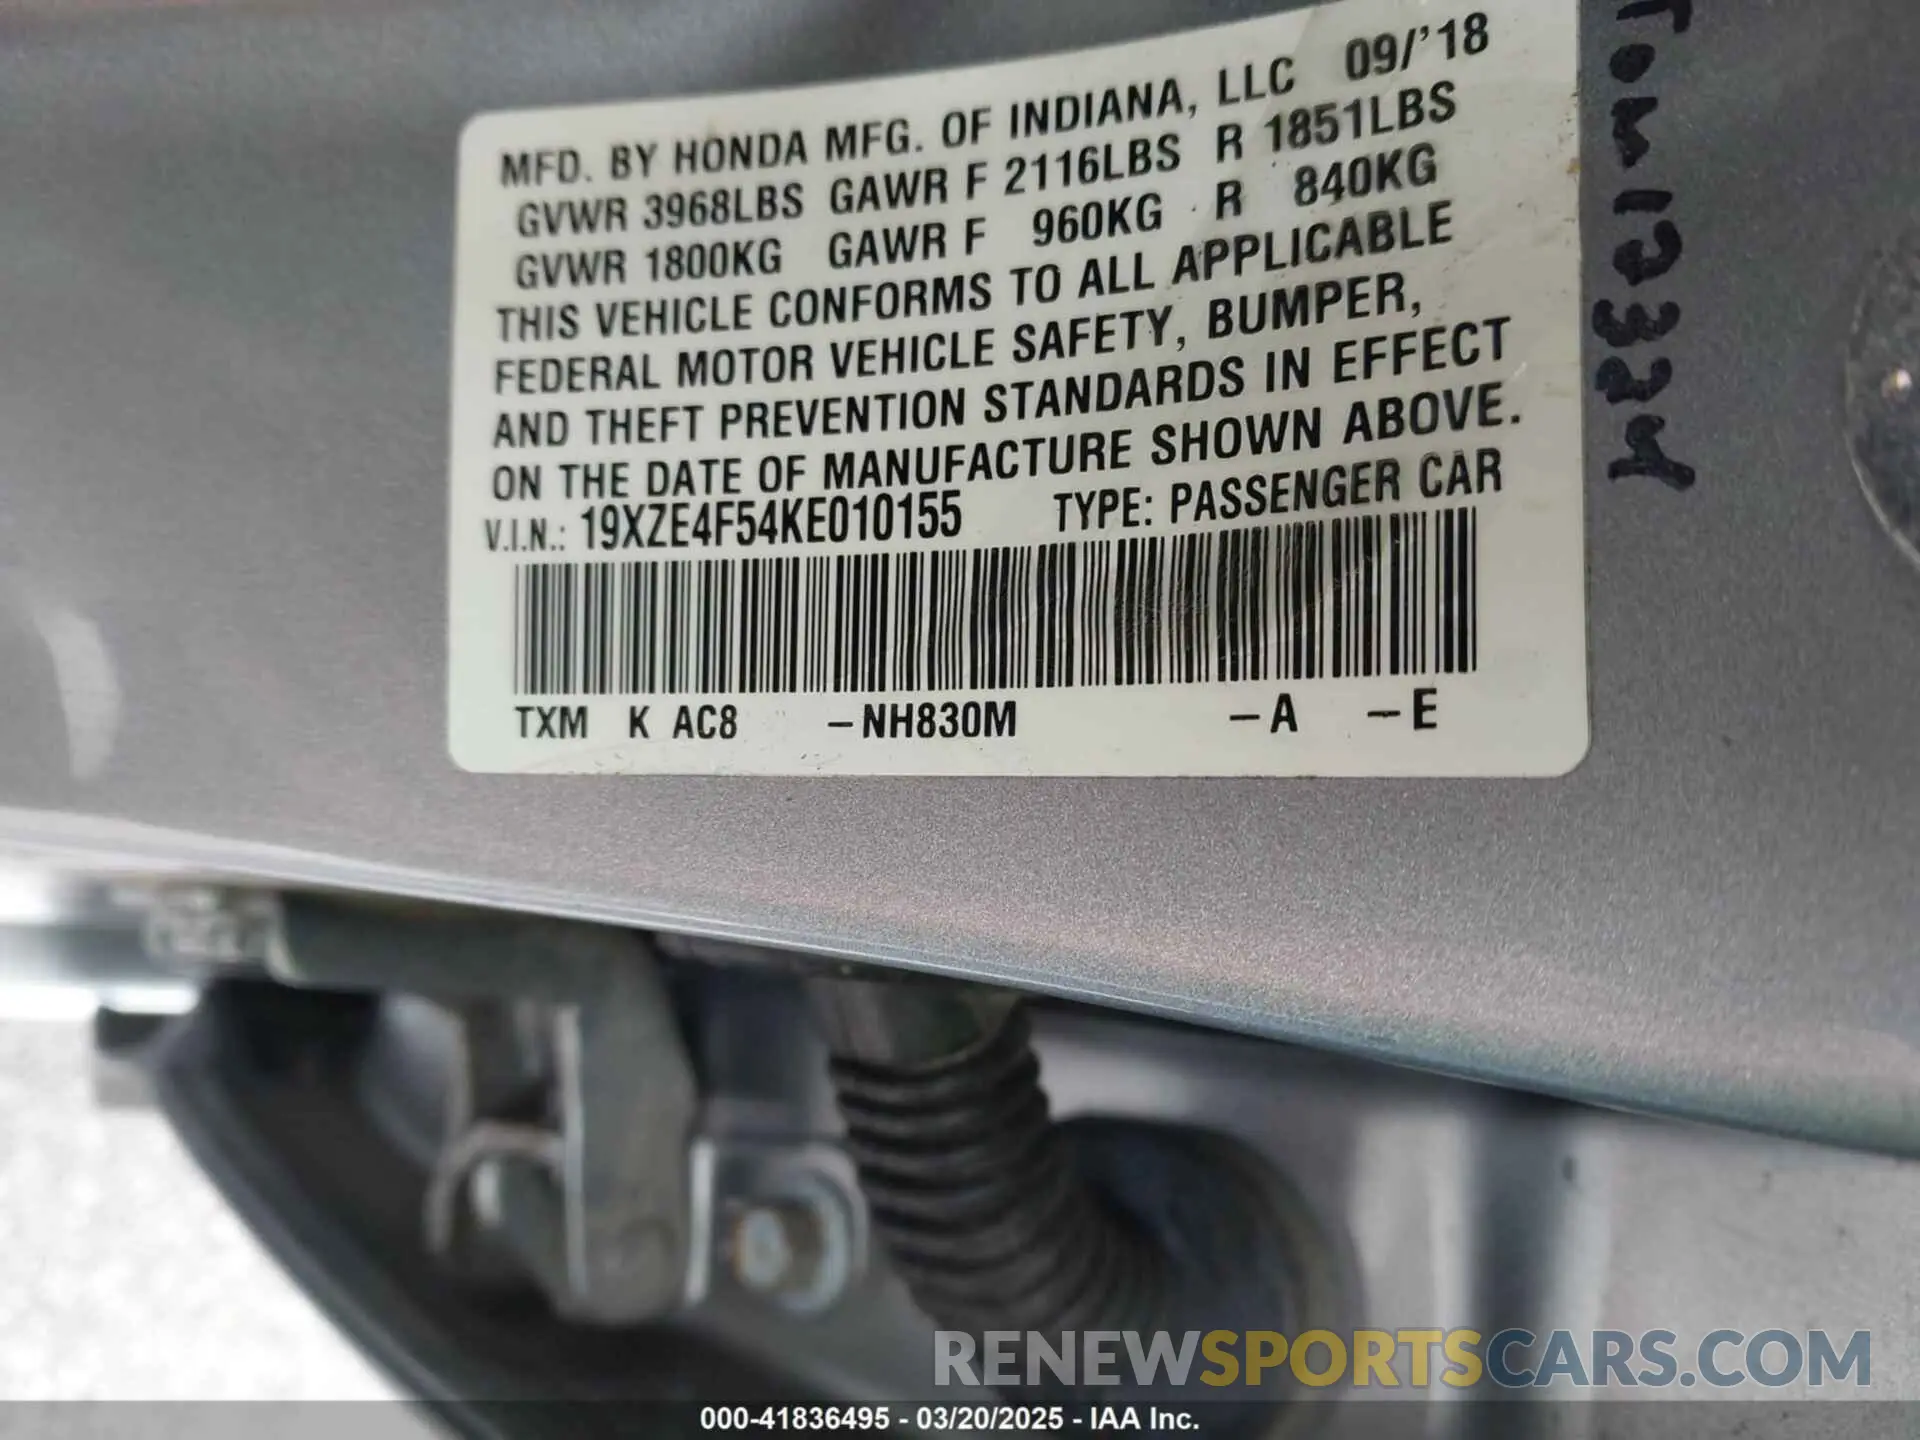 MFD. BY HONDA MFG. OF INDIANA, LLC 09/'18
GVWR 3968LBS GAWR F 2116LBS R 1851LBS
GVWR 1800KG GAWR F 960KG R 840KG
THIS VEHICLE CONFORMS TO ALL APPLICABLE
FEDERAL MOTOR VEHICLE SAFETY, BUMPER,
AND THEFT PREVENTION STANDARDS IN EFFECT
ON THE DATE OF MANUFACTURE SHOWN ABOVE.
V.I.N.: 19XZE4F54KE010155 TYPE: PASSENGER CAR
TXM K AC8 –NH830M –A –E
RENEWSPORTSCARS.COM
000-41836495 - 03/20/2025 - IAA Inc.